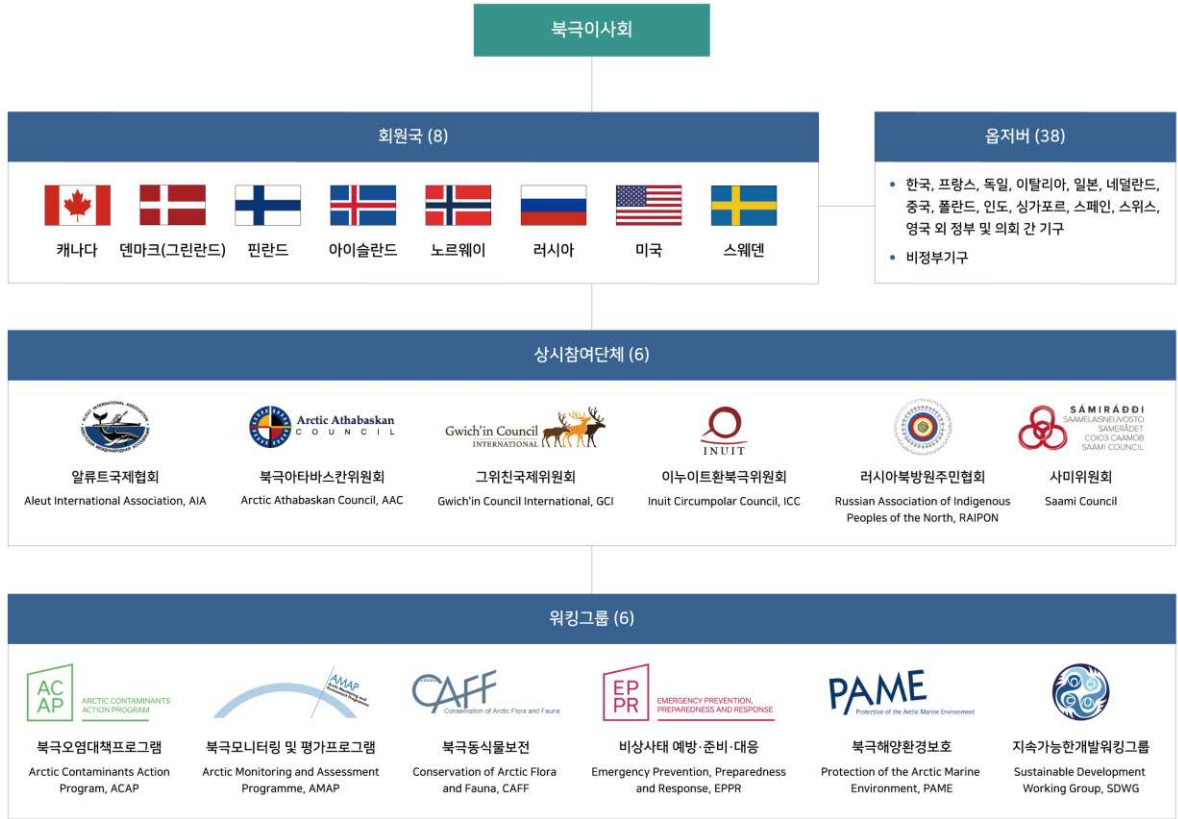 북극이사회
회원국 (8)
캐나다
덴마크(그린란드)
핀란드
아이슬란드
노르웨이
러시아
미국
스웨덴
옵저버 (38)
• 한국, 프랑스, 독일, 이탈리아, 일본, 네덜란드,
중국, 폴란드, 인도, 싱가포르, 스페인, 스위스,
영국 외 정부 및 의회 간 기구
• 비정부기구
상시참여단체 (6)
ALEUT INTERNATIONAL ASSOCIATION
알류트국제협회
Aleut International Association, AIA
Arctic Athabaskan
COUNCIL
북극아타바스칸위원회
Arctic Athabaskan Council, AAC
Gwich'in Council
INTERNATIONAL
그위친국제위원회
Gwich'in Council International, GCI
INUIT
이누이트환북극위원회
Inuit Circumpolar Council, ICC
러시아북방원주민협회
Russian Association of Indigenous
Peoples of the North, RAIPON
SÁMIRÁĐĐI
SAAMELAISNEUVOSTO
SAMERÅDET
СОЮЗ СААМОВ
SAAMI COUNCIL
사미위원회
Saami Council
워킹그룹 (6)
AC
AP
ARCTIC CONTAMINANTS
ACTION PROGRAM
북극오염대책프로그램
Arctic Contaminants Action
Program, ACAP
AMAP
Arctic Monitoring and
Assessment Programme
북극모니터링 및 평가프로그램
Arctic Monitoring and Assessment
Programme, AMAP
CAFF
Conservation of Arctic Flora and Fauna
북극동식물보전
Conservation of Arctic Flora
and Fauna, CAFF
EP
PR
EMERGENCY PREVENTION,
PREPAREDNESS AND RESPONSE
비상사태 예방·준비·대응
Emergency Prevention, Preparedness
and Response, EPPR
PAME
Protection of the Arctic Marine Environment
북극해양환경보호
Protection of the Arctic Marine
Environment, PAME
지속가능한개발워킹그룹
Sustainable Development
Working Group, SDWG